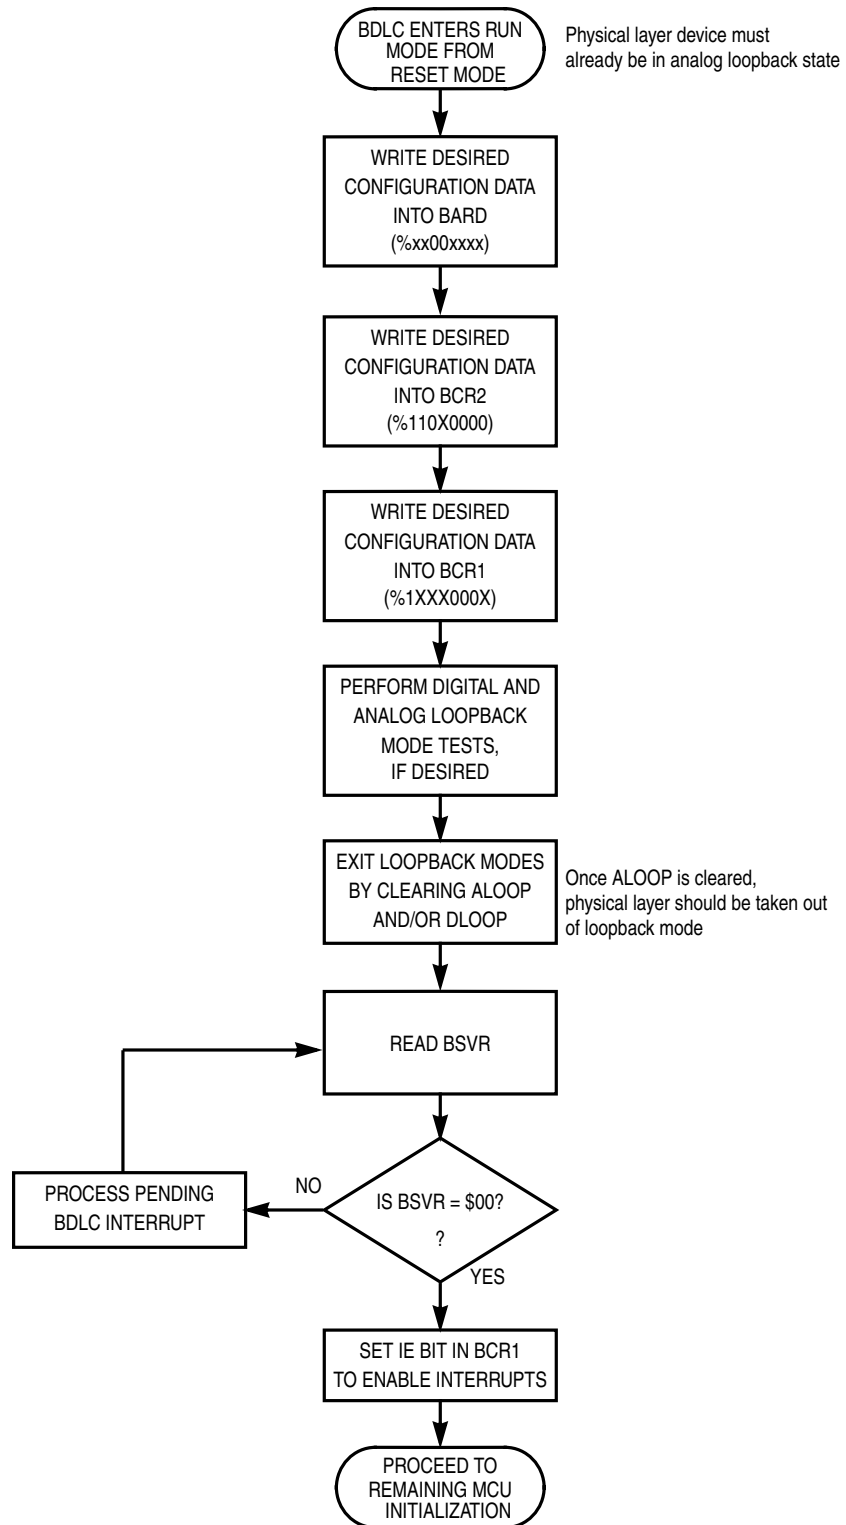 BDLC ENTERS RUN
MODE FROM
RESET MODE
Physical layer device must
already be in analog loopback state
WRITE DESIRED
CONFIGURATION DATA
INTO BARD
(%xx00xxxx)
WRITE DESIRED
CONFIGURATION DATA
INTO BCR2
(%110X0000)
WRITE DESIRED
CONFIGURATION DATA
INTO BCR1
(%1XXX000X)
PERFORM DIGITAL AND
ANALOG LOOPBACK
MODE TESTS,
IF DESIRED
EXIT LOOPBACK MODES
BY CLEARING ALOOP
AND/OR DLOOP
Once ALOOP is cleared,
physical layer should be taken out
of loopback mode
READ BSVR
PROCESS PENDING
BDLC INTERRUPT
NO
IS BSVR = $00?
?
YES
SET IE BIT IN BCR1
TO ENABLE INTERRUPTS
PROCEED TO
REMAINING MCU
INITIALIZATION